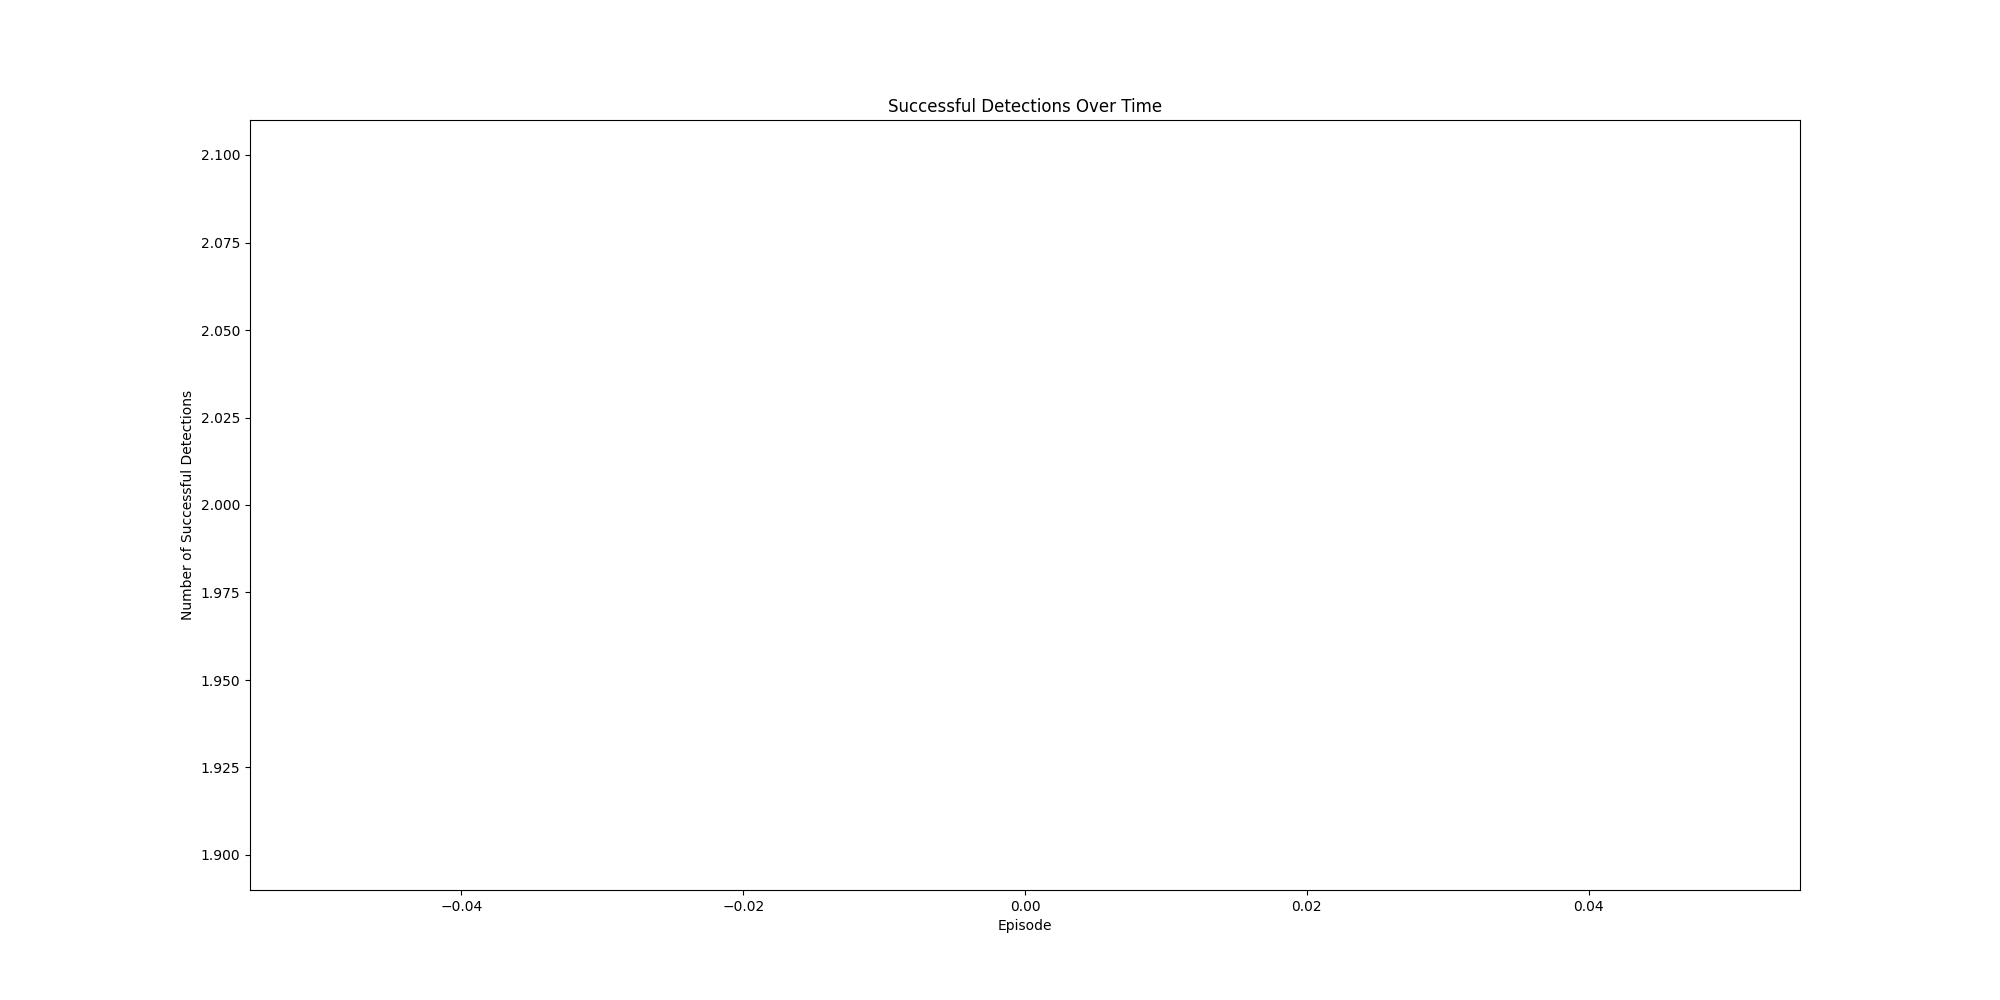 Successful Detections Over Time
Number of Successful Detections
2.100
2.075
2.050
2.025
2.000
1.975
1.950
1.925
1.900
−0.04 −0.02 0.00 0.02 0.04
Episode